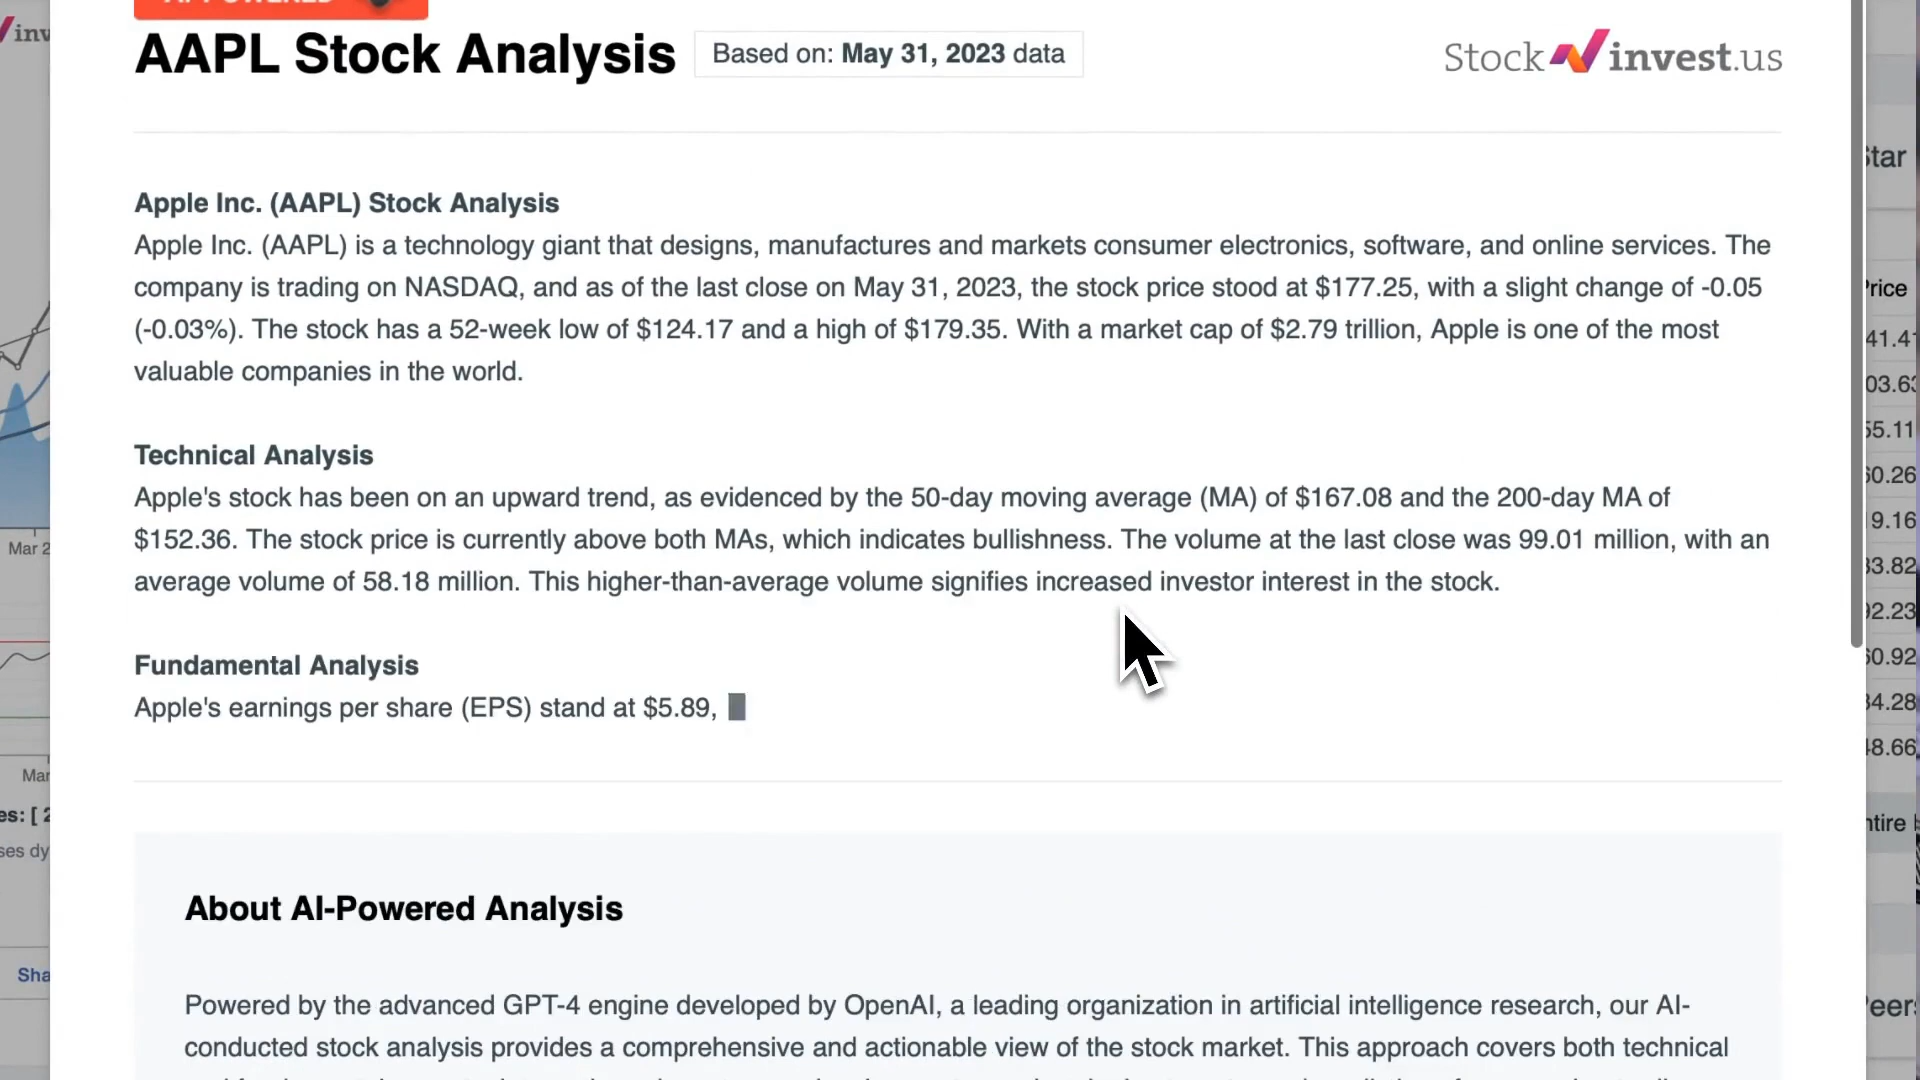 AAPL Stock Analysis
Based on: May 31, 2023 data
Stock invest.us
Apple Inc. (AAPL) Stock Analysis
Apple Inc. (AAPL) is a technology giant that designs, manufactures and markets consumer electronics, software, and online services. The
company is trading on NASDAQ, and as of the last close on May 31, 2023, the stock price stood at $177.25, with a slight change of -0.05
(-0.03%). The stock has a 52-week low of $124.17 and a high of $179.35. With a market cap of $2.79 trillion, Apple is one of the most
valuable companies in the world.
Technical Analysis
Apple's stock has been on an upward trend, as evidenced by the 50-day moving average (MA) of $167.08 and the 200-day MA of
$152.36. The stock price is currently above both MAs, which indicates bullishness. The volume at the last close was 99.01 million, with an
average volume of 58.18 million. This higher-than-average volume signifies increased investor interest in the stock.
Fundamental Analysis
Apple's earnings per share (EPS) stand at $5.89,
About AI-Powered Analysis
Powered by the advanced GPT-4 engine developed by OpenAI, a leading organization in artificial intelligence research, our AI-
conducted stock analysis provides a comprehensive and actionable view of the stock market. This approach covers both technical